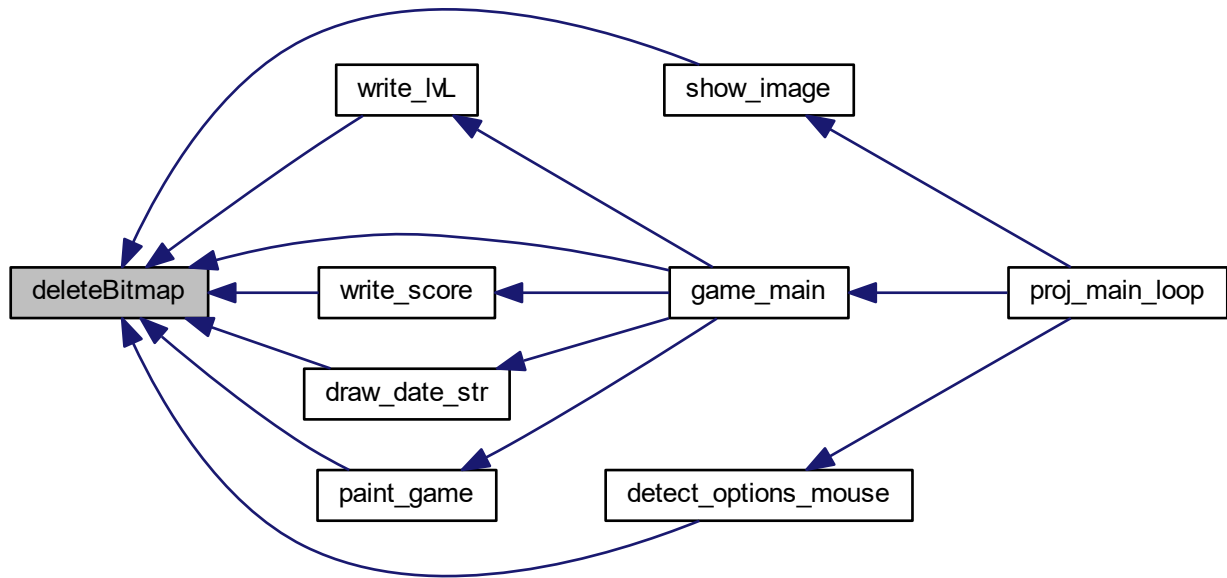 write_lvL
show_image
deleteBitmap
write_score
game_main
proj_main_loop
draw_date_str
paint_game
detect_options_mouse